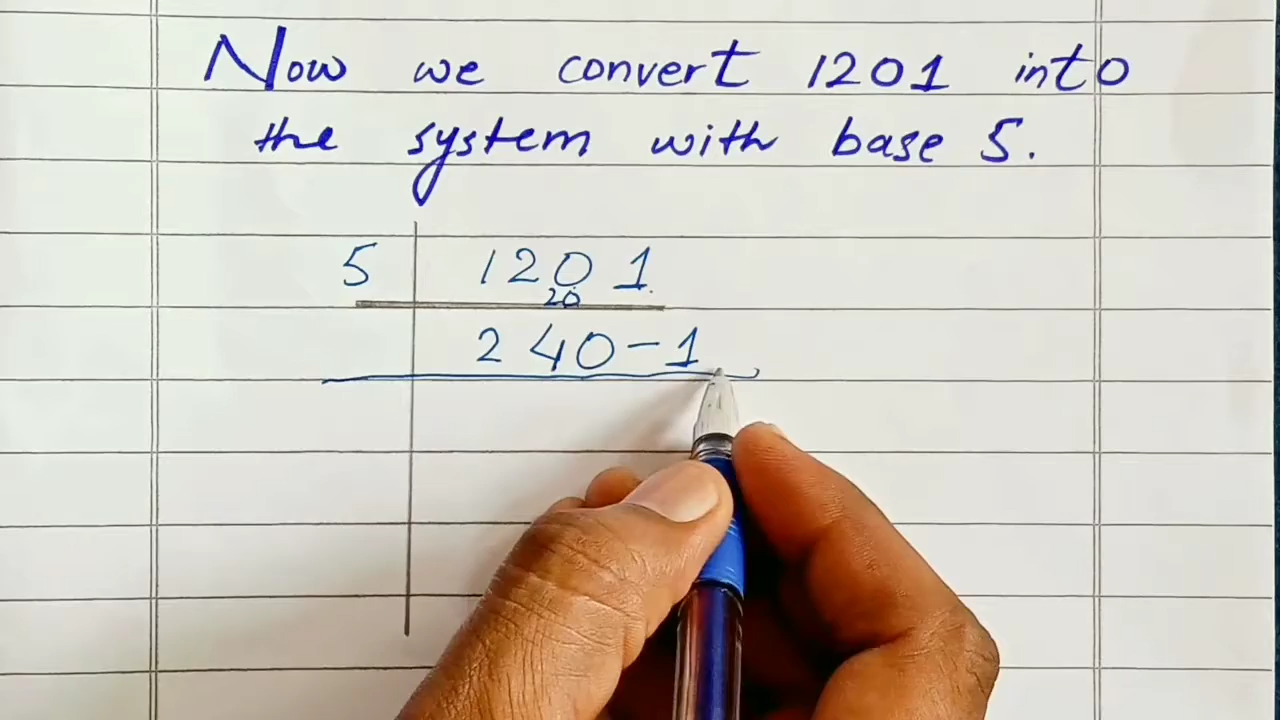 Now we convert 1201 into
the system with base 5.
5 1201
20
240-1